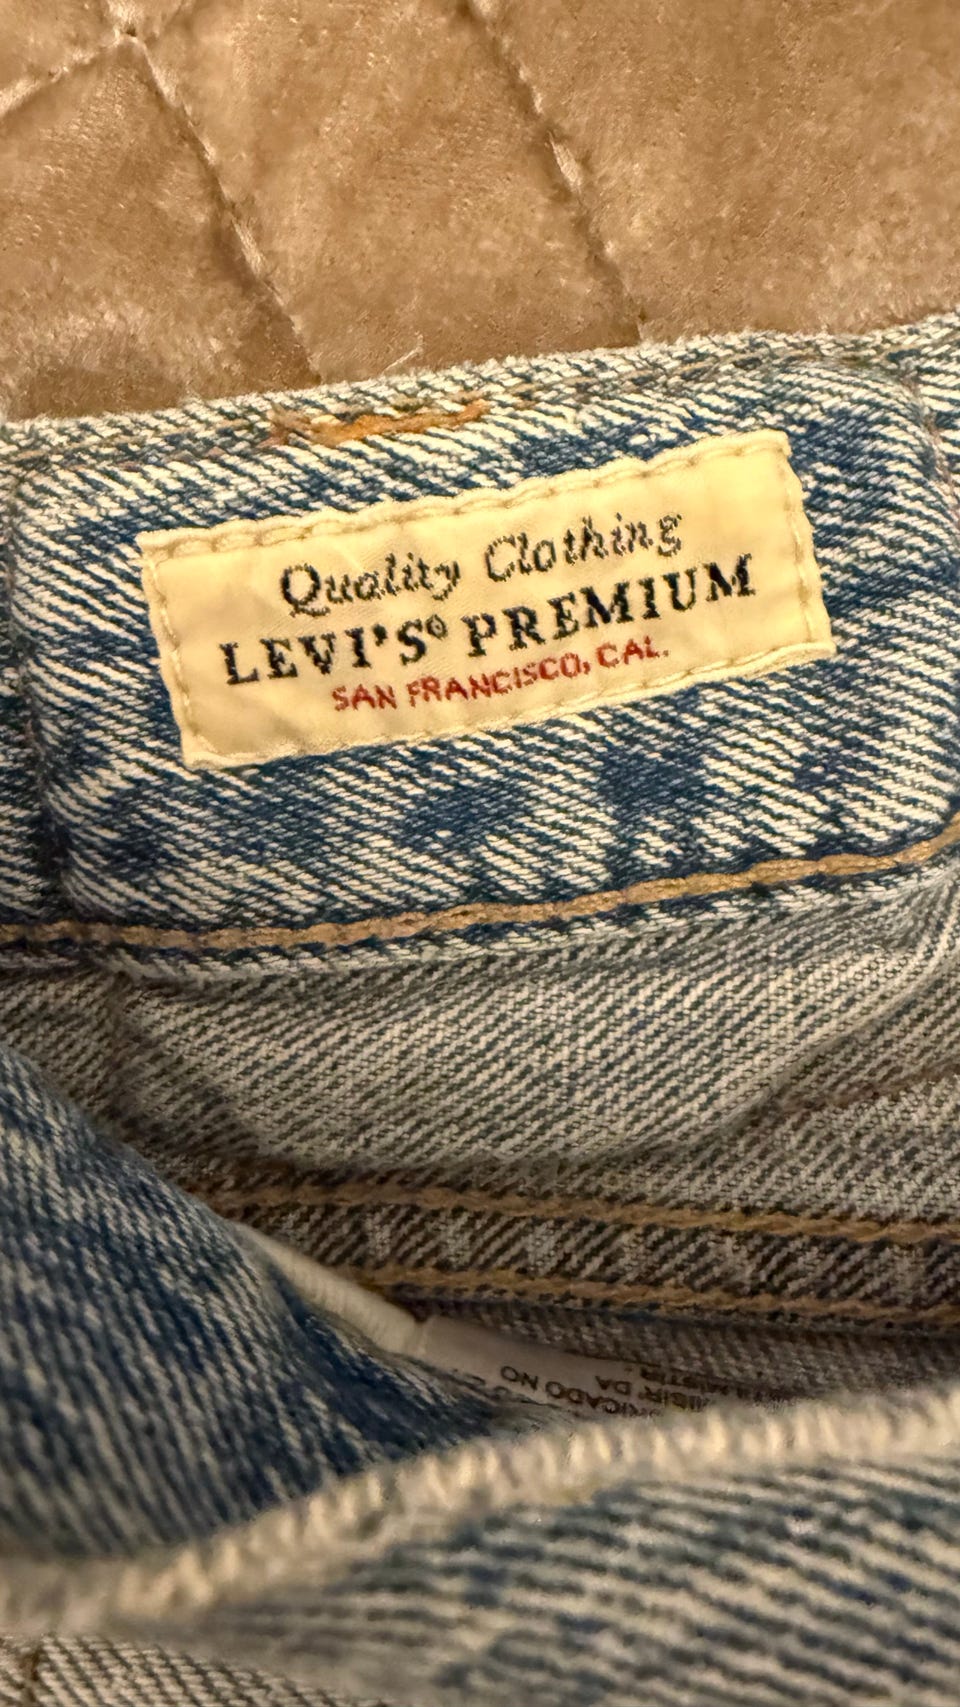 Quality Clothing
LEVI'S® PREMIUM
SAN FRANCISCO, CAL.